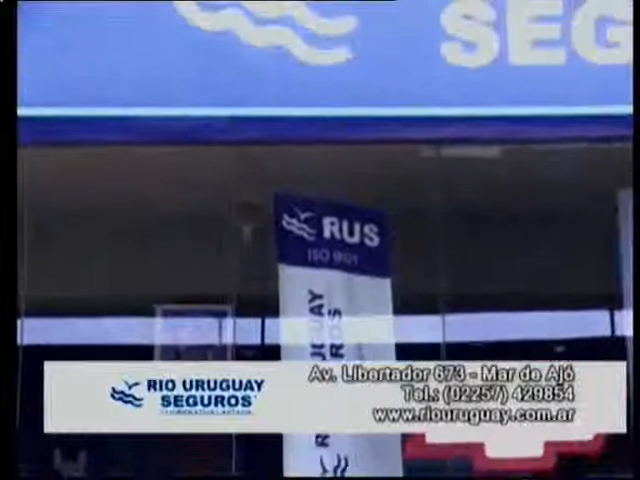 SEG
RUS
ISO 9001
RIO URUGUAY
SEGUROS
Av. Libertador 673 - Mar de Ajó
Tel.: (02257) 429854
www.riouruguay.com.ar